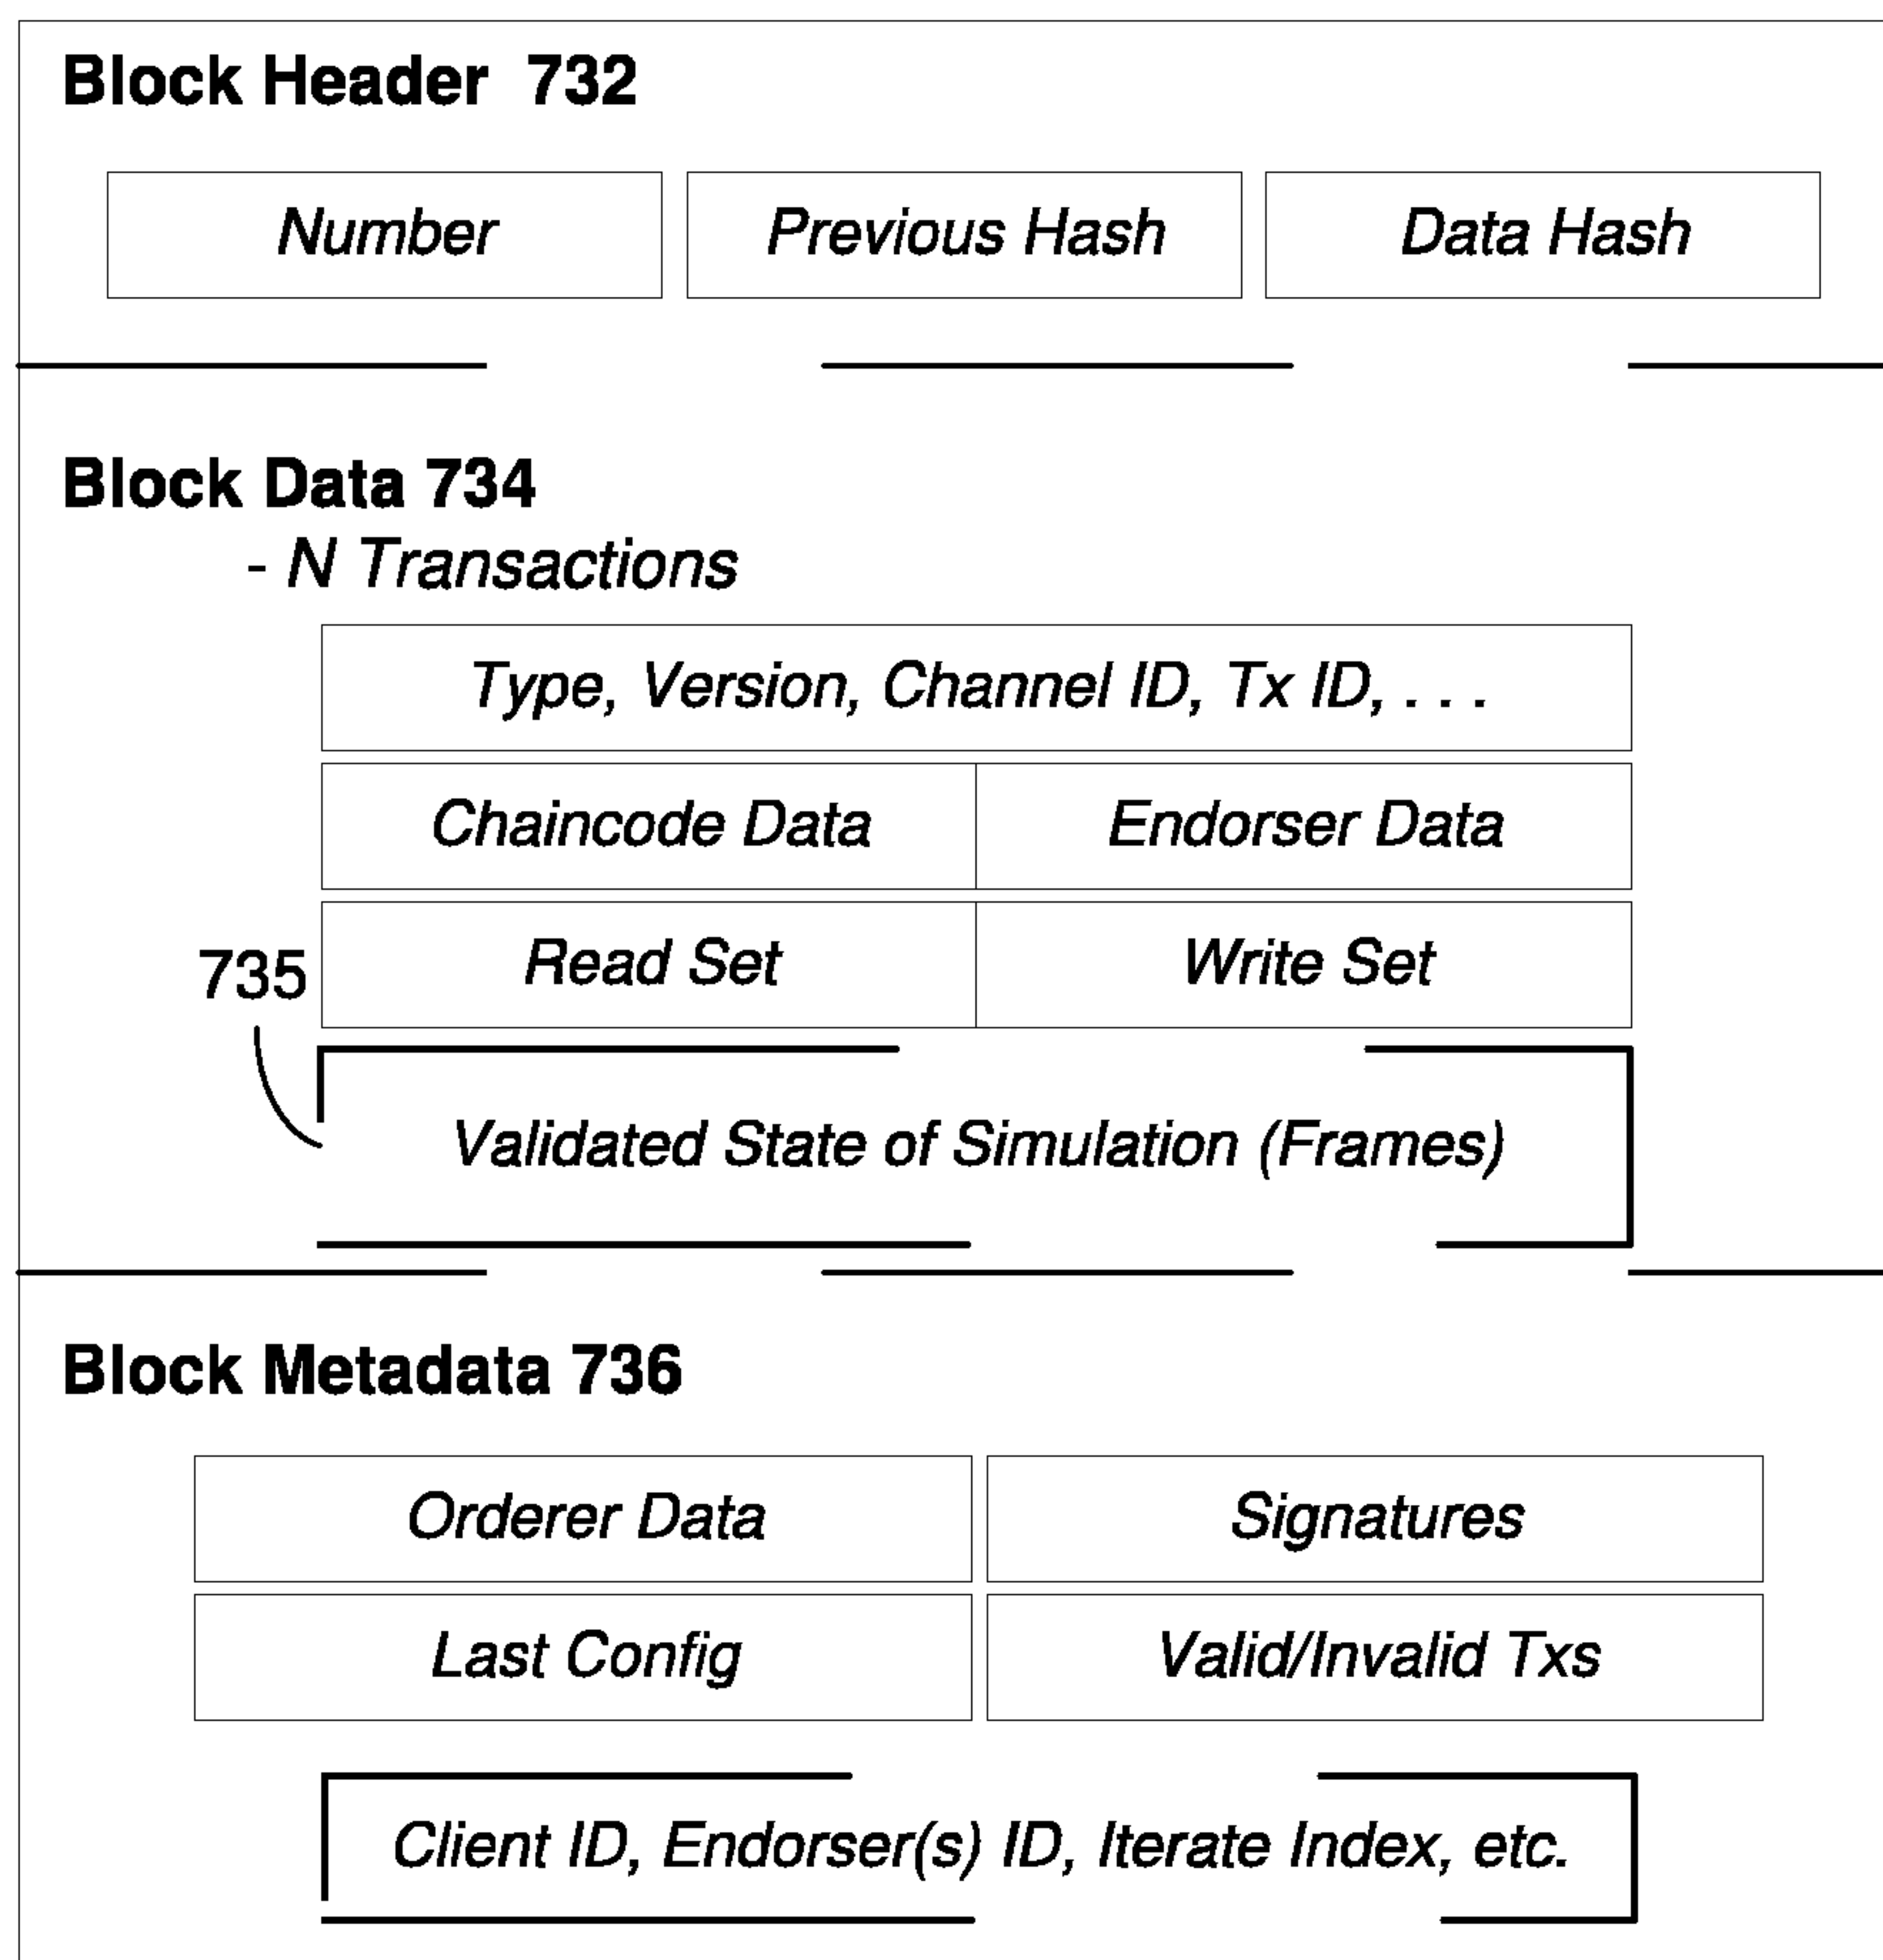 Block Header 732
Number
Previous Hash
Data Hash
Block Data 734
- N Transactions
Type, Version, Channel ID, Tx ID, . . .
Chaincode Data
Endorser Data
735
Read Set
Write Set
Validated State of Simulation (Frames)
Block Metadata 736
Orderer Data
Signatures
Last Config
Valid/Invalid Txs
Client ID, Endorser(s) ID, Iterate Index, etc.